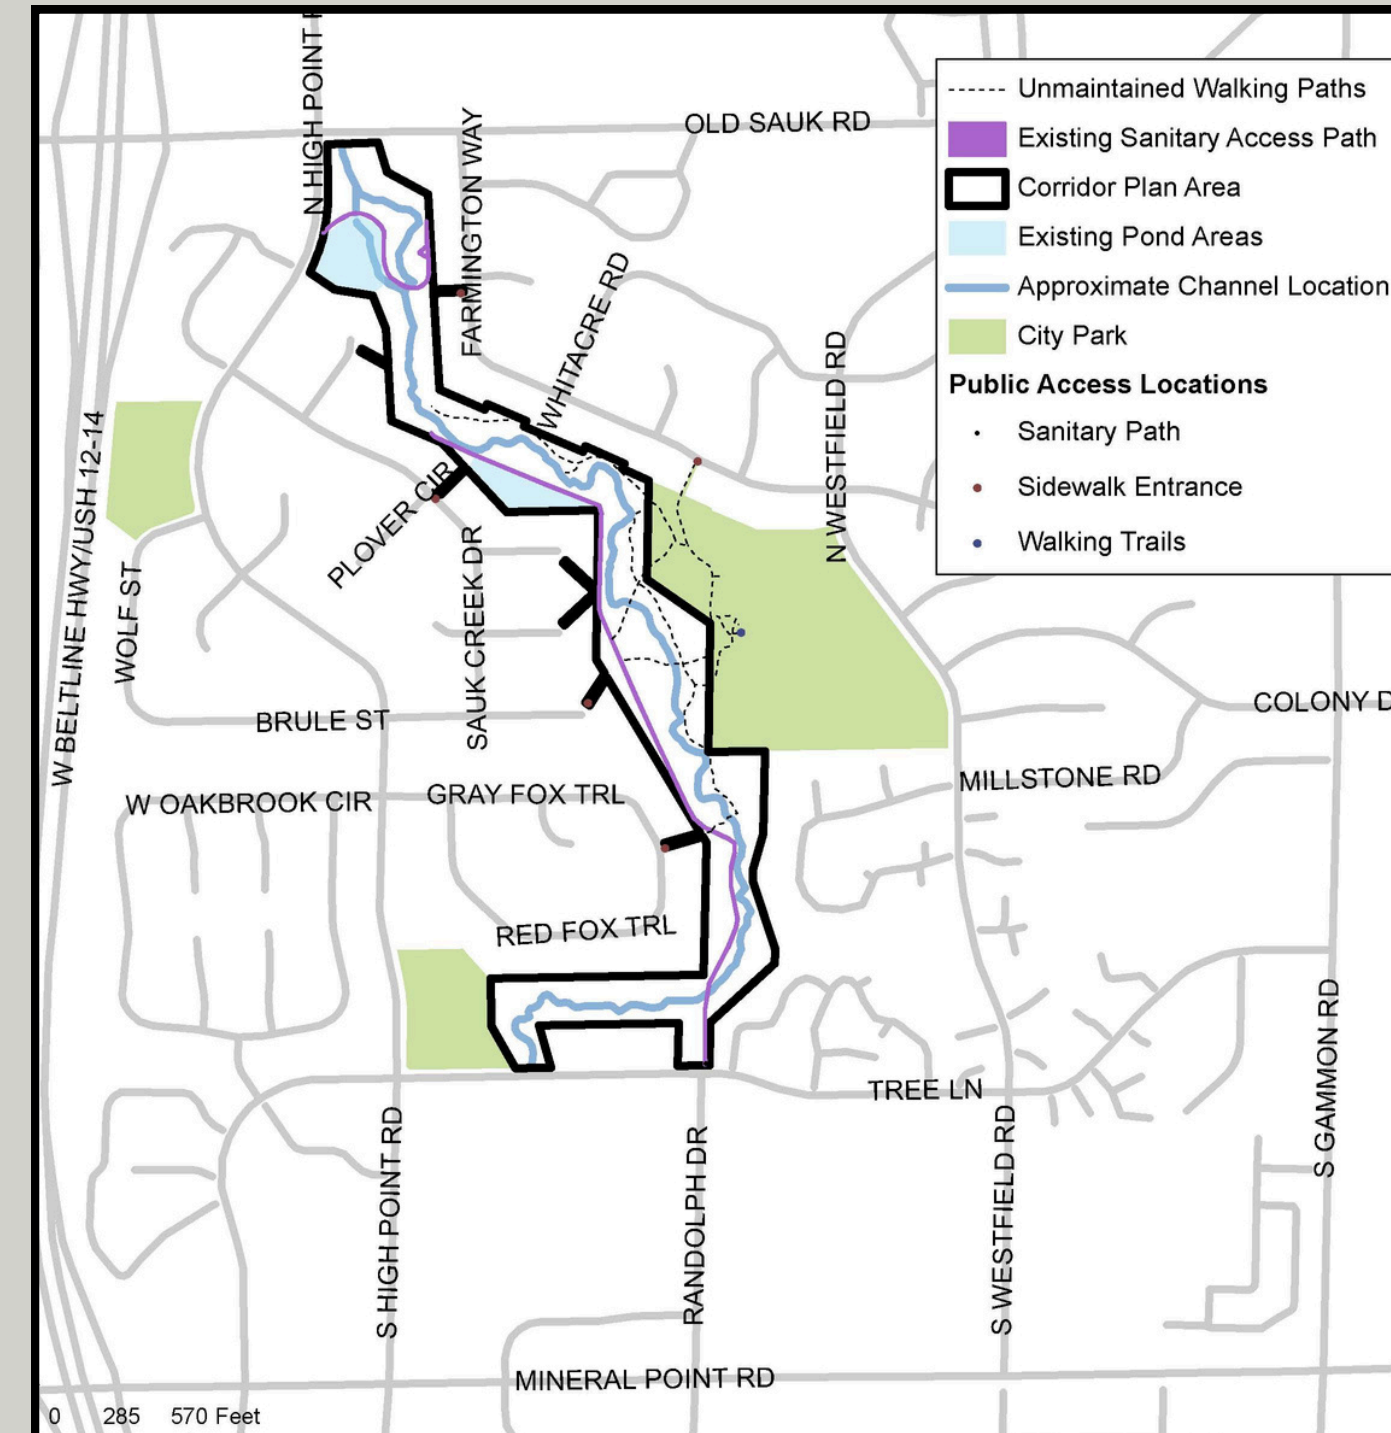 N HIGH POINT
OLD SAUK RD
FARMINGTON WAY
WHITACRE RD
N WESTFIELD RD
Unmaintained Walking Paths
Existing Sanitary Access Path
Corridor Plan Area
Existing Pond Areas
Approximate Channel Location
City Park
Public Access Locations
Sanitary Path
Sidewalk Entrance
Walking Trails
W BELTLINE HWY/USH 12-14
WOLF ST
PLOVER CIR
SAUK CREEK DR
BRULE ST
COLONY D
MILLSTONE RD
W OAKBROOK CIR
GRAY FOX TRL
RED FOX TRL
TREE LN
S GAMMON RD
S HIGH POINT RD
RANDOLPH DR
S WESTFIELD RD
MINERAL POINT RD
0 285 570 Feet